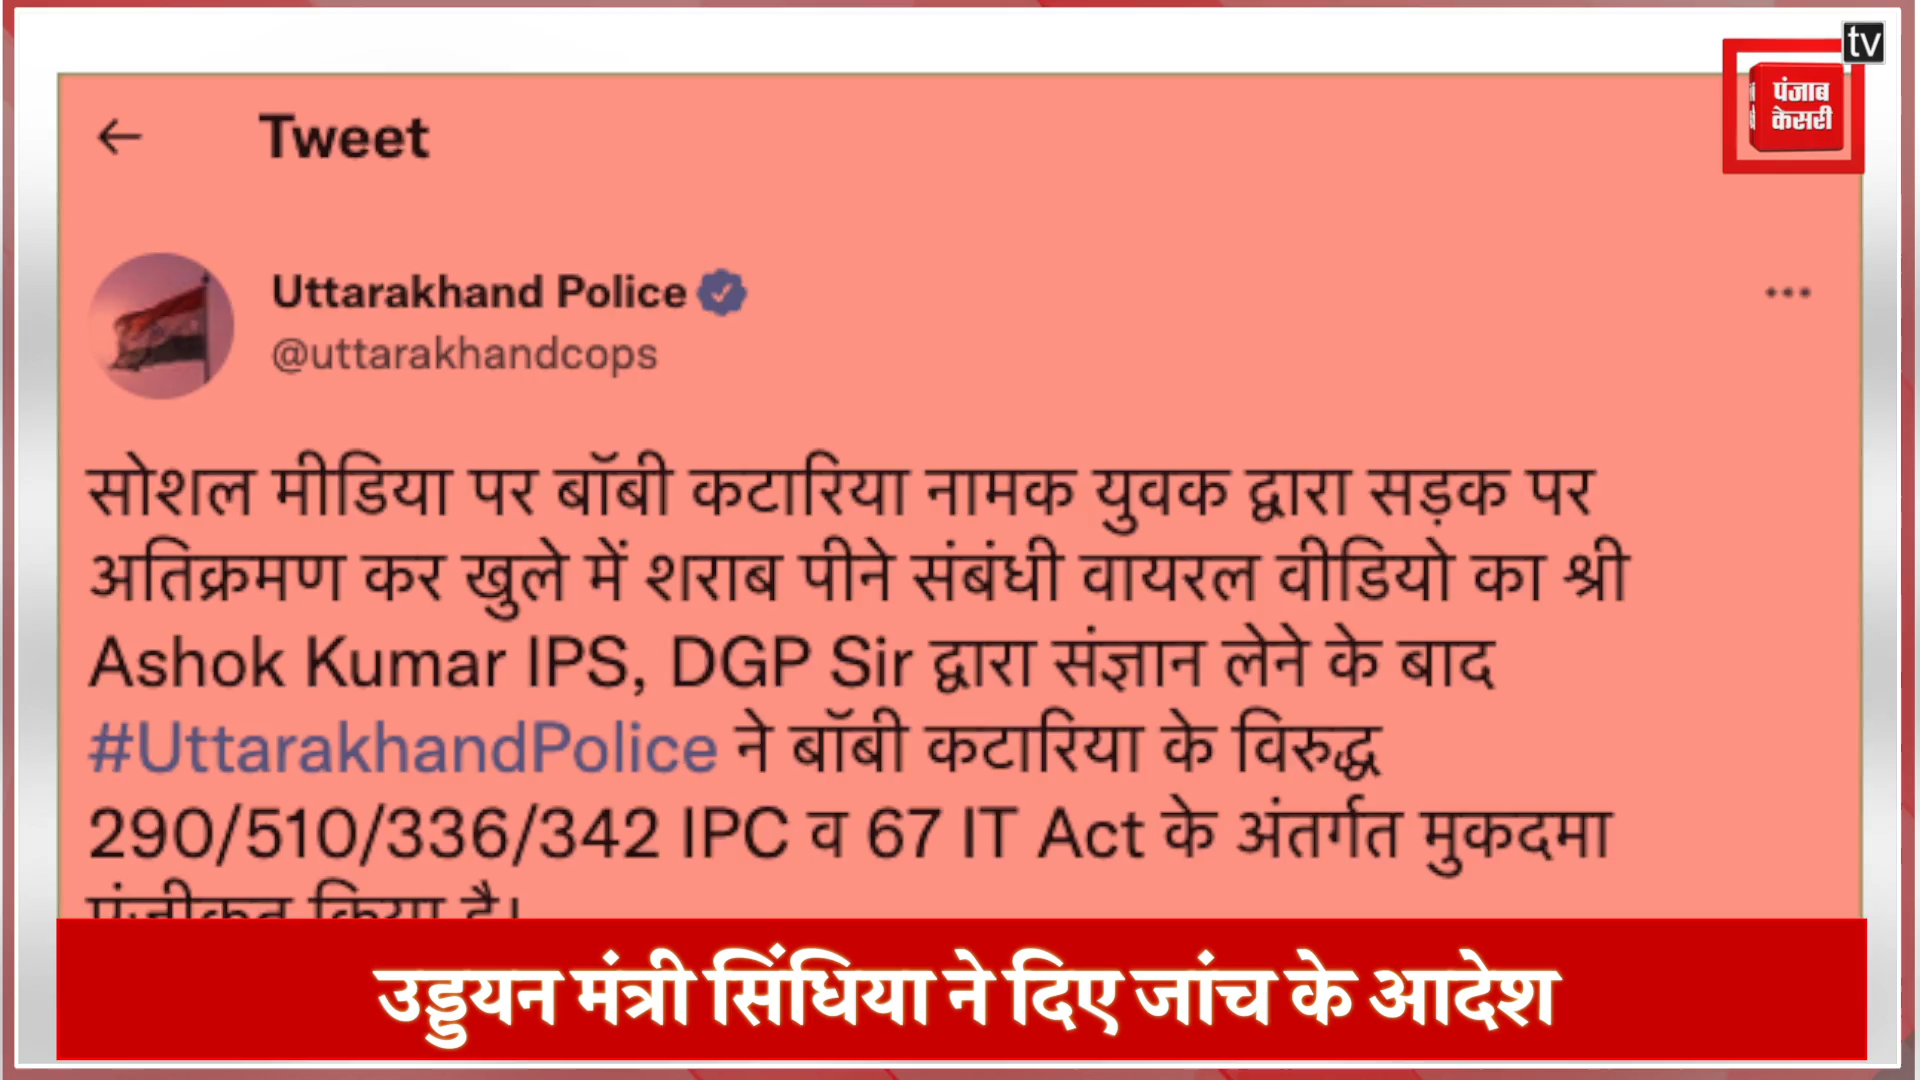 tv
पंजाब
केसरी
Tweet
Uttarakhand Police
@uttarakhandcops
सोशल मीडिया पर बॉबी कटारिया नामक युवक द्वारा सड़क पर
अतिक्रमण कर खुले में शराब पीने संबंधी वायरल वीडियो का श्री
Ashok Kumar IPS, DGP Sir द्वारा संज्ञान लेने के बाद
#UttarakhandPolice ने बॉबी कटारिया के विरुद्ध
290/510/336/342 IPC व 67 IT Act के अंतर्गत मुकदमा
पंजीकृत किया है।
उड्डयन मंत्री सिंधिया ने दिए जांच के आदेश